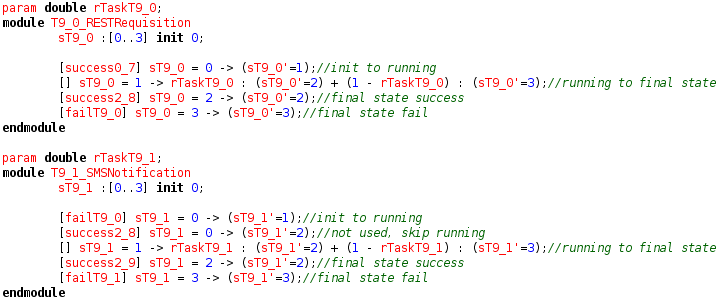 param double rTaskT9_0;
module T9_0_RESTRequisition
sT9_0 :[0..3] init 0;
[success0_7] sT9_0 = 0 -> (sT9_0'=1);//init to running
[] sT9_0 = 1 -> rTaskT9_0 : (sT9_0'=2) + (1 - rTaskT9_0) : (sT9_0'=3);//running to final state
[success2_8] sT9_0 = 2 -> (sT9_0'=2);//final state success
[failT9_0] sT9_0 = 3 -> (sT9_0'=3);//final state fail
endmodule
param double rTaskT9_1;
module T9_1_SMSNotification
sT9_1 :[0..3] init 0;
[failT9_0] sT9_1 = 0 -> (sT9_1'=1);//init to running
[success2_8] sT9_1 = 0 -> (sT9_1'=2);//not used, skip running
[] sT9_1 = 1 -> rTaskT9_1 : (sT9_1'=2) + (1 - rTaskT9_1) : (sT9_1'=3);//running to final state
[success2_9] sT9_1 = 2 -> (sT9_1'=2);//final state success
[failT9_1] sT9_1 = 3 -> (sT9_1'=3);//final state fail
endmodule